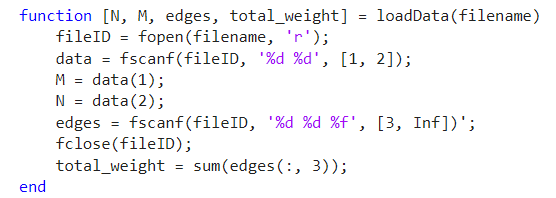 function [N, M, edges, total_weight] = loadData(filename)
    fileID = fopen(filename, 'r');
    data = fscanf(fileID, '%d %d', [1, 2]);
    M = data(1);
    N = data(2);
    edges = fscanf(fileID, '%d %d %f', [3, Inf])';
    fclose(fileID);
    total_weight = sum(edges(:, 3));
end